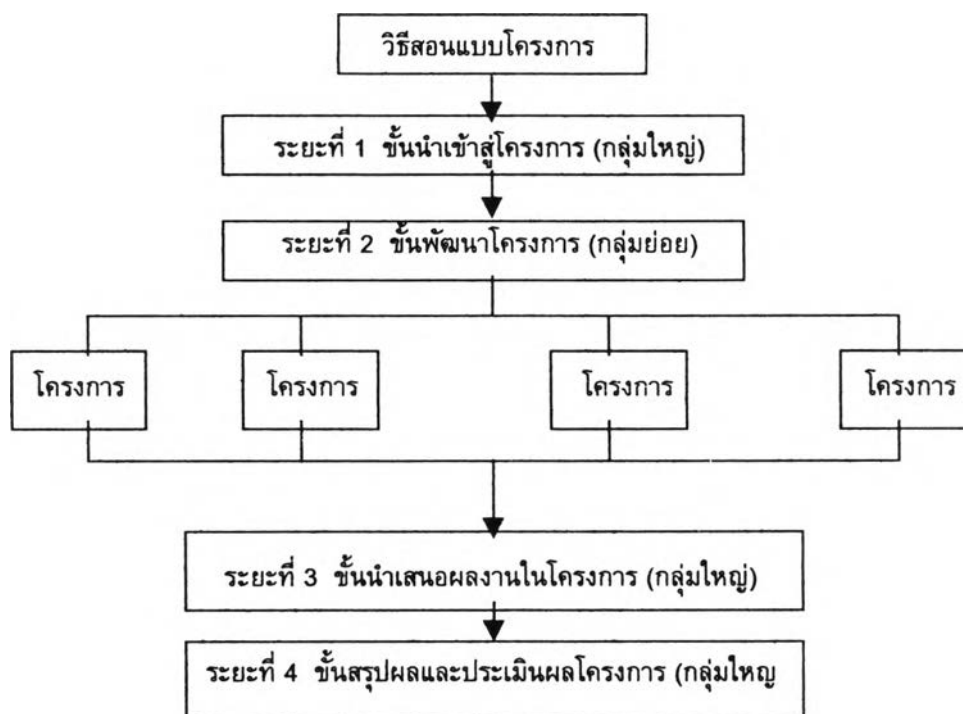 วิธีสอนแบบโครงการ
ระยะที่ 1 ขั้นนำเข้าสู่โครงการ (กลุ่มใหญ่)
ระยะที่ 2 ขั้นพัฒนาโครงการ (กลุ่มย่อย)
โครงการ โครงการ โครงการ โครงการ
ระยะที่ 3 ขั้นนำเสนอผลงานในโครงการ (กลุ่มใหญ่)
ระยะที่ 4 ขั้นสรุปผลและประเมินผลโครงการ (กลุ่มใหญ